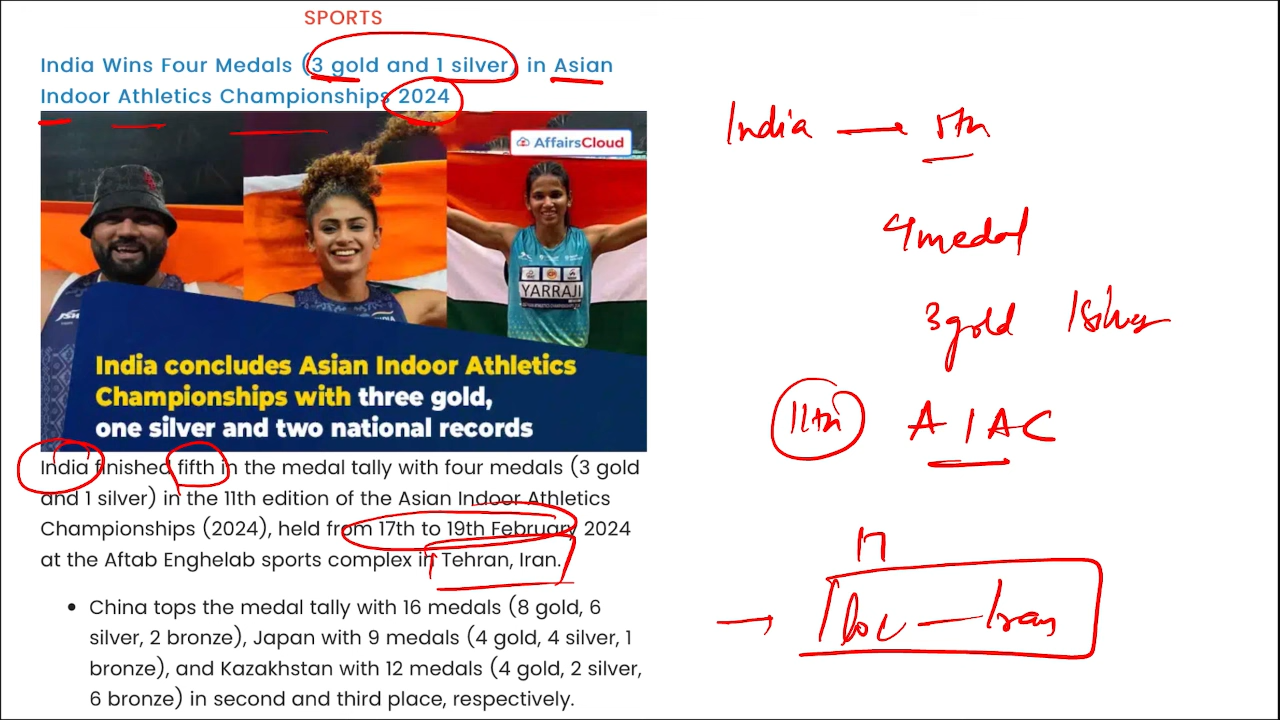 SPORTS
India Wins Four Medals (3 gold and 1 silver) in Asian
Indoor Athletics Championships 2024
AffairsCloud
YARRAJI
India concludes Asian Indoor Athletics
Championships with three gold,
one silver and two national records
India finished fifth in the medal tally with four medals (3 gold
and 1 silver) in the 11th edition of the Asian Indoor Athletics
Championships (2024), held from 17th to 19th February 2024
at the Aftab Enghelab sports complex in Tehran, Iran.
• China tops the medal tally with 16 medals (8 gold, 6
silver, 2 bronze), Japan with 9 medals (4 gold, 4 silver, 1
bronze), and Kazakhstan with 12 medals (4 gold, 2 silver,
6 bronze) in second and third place, respectively.
India — 5th
4 medal
3 gold 1 silver
11th A I A C
17
— Iran